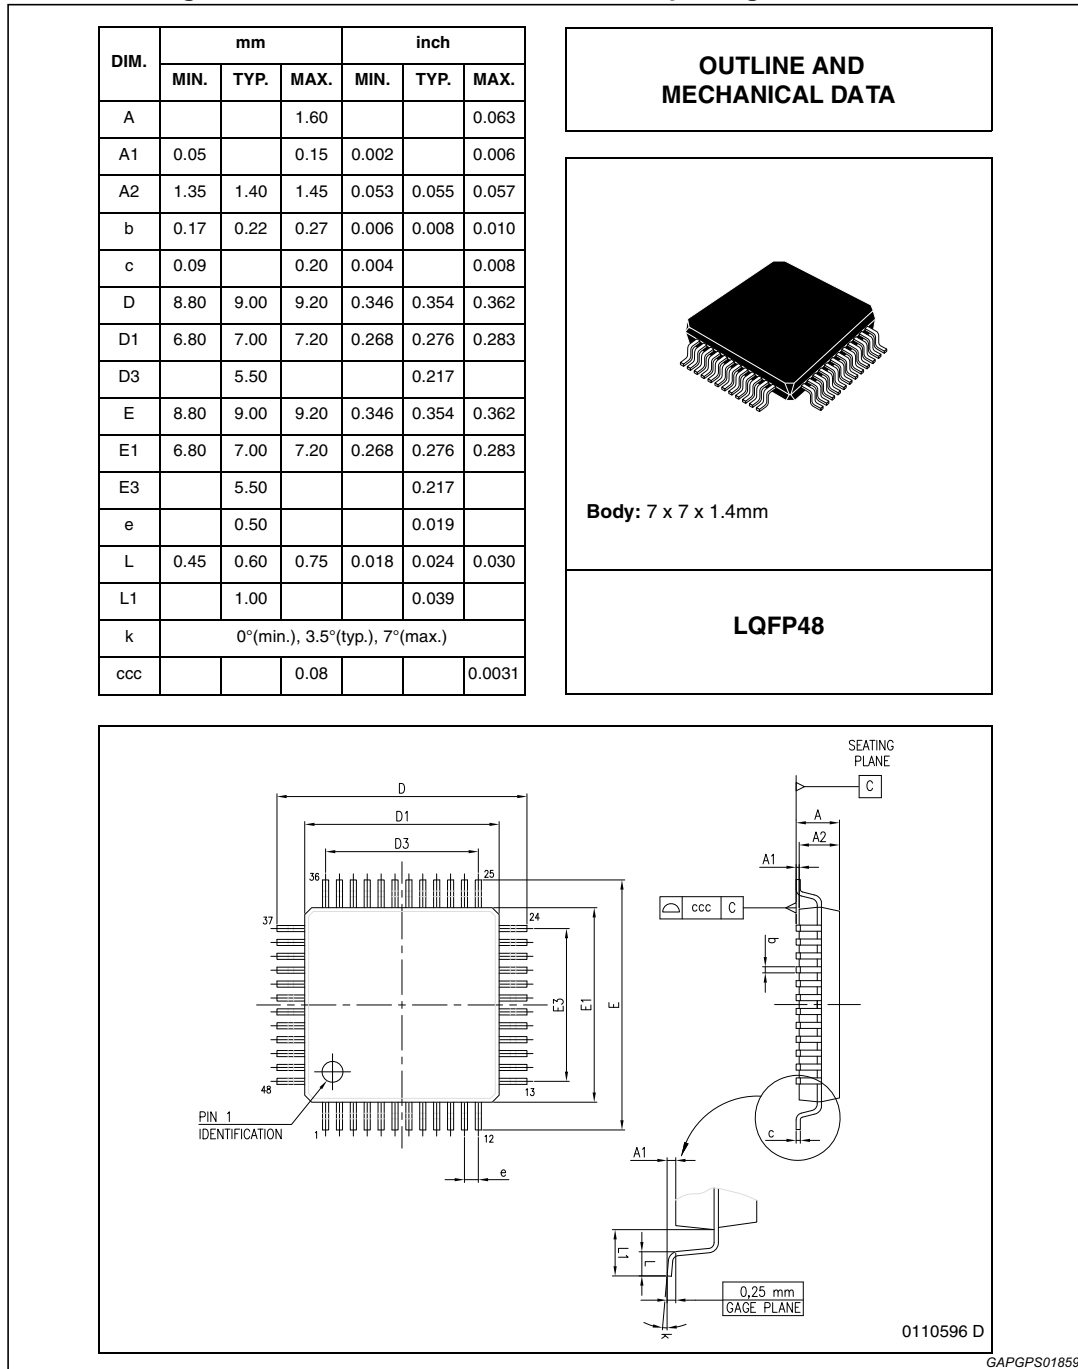 DIM. mm inch
MIN. TYP. MAX. MIN. TYP. MAX.
A 1.60 0.063
A1 0.05 0.15 0.002 0.006
A2 1.35 1.40 1.45 0.053 0.055 0.057
b 0.17 0.22 0.27 0.006 0.008 0.010
c 0.09 0.20 0.004 0.008
D 8.80 9.00 9.20 0.346 0.354 0.362
D1 6.80 7.00 7.20 0.268 0.276 0.283
D3 5.50 0.217
E 8.80 9.00 9.20 0.346 0.354 0.362
E1 6.80 7.00 7.20 0.268 0.276 0.283
E3 5.50 0.217
e 0.50 0.019
L 0.45 0.60 0.75 0.018 0.024 0.030
L1 1.00 0.039
k 0°(min.), 3.5°(typ.), 7°(max.)
ccc 0.08 0.0031
OUTLINE AND
MECHANICAL DATA
Body: 7 x 7 x 1.4mm
LQFP48
SEATING
PLANE
C
D
D1
D3
A
A2
A1
36
25
37
24
ccc C
b
E3
E1
E
48
13
PIN 1
IDENTIFICATION
1
12
e
c
A1
L1
L
0,25 mm
GAGE PLANE
k
0110596 D
GAPGPS01859